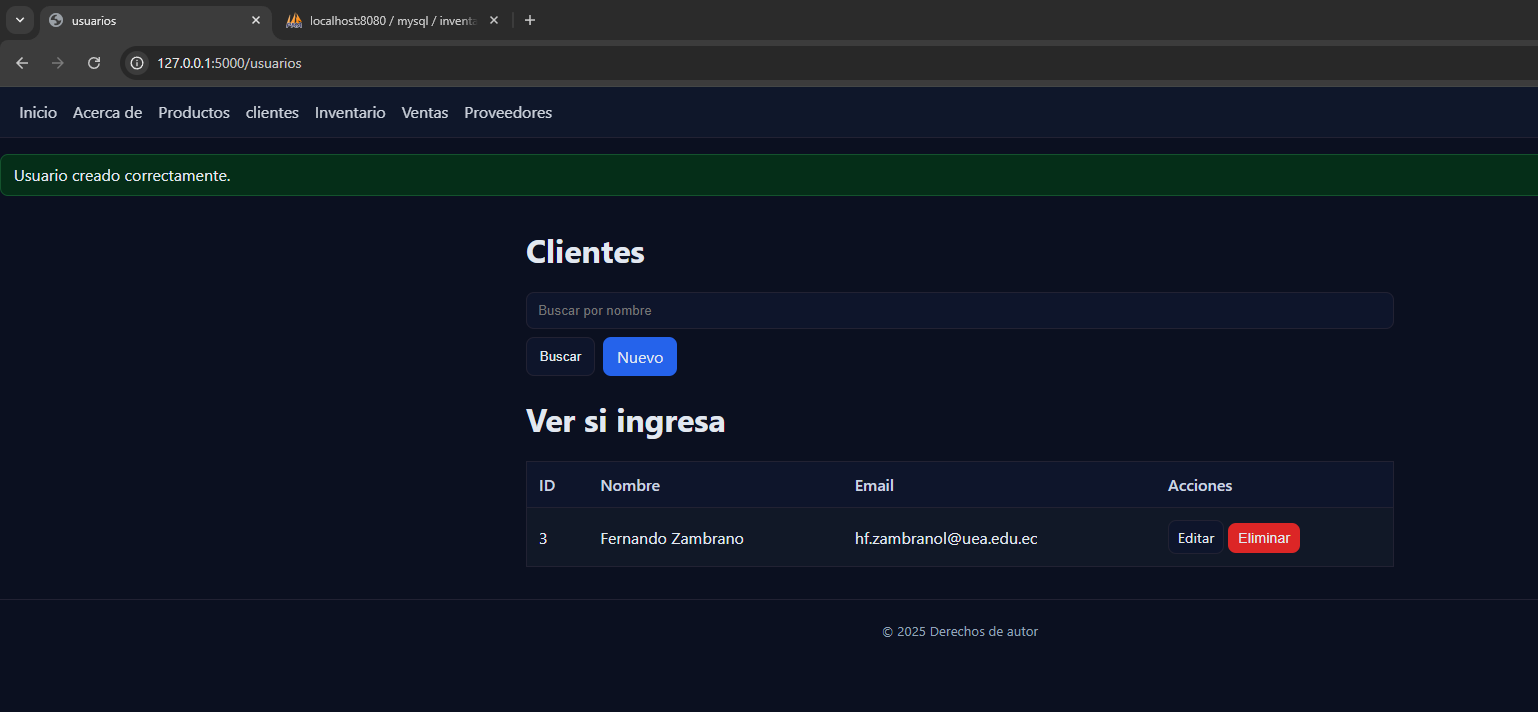 usuarios
localhost:8080 / mysql / inventa
127.0.0.1:5000/usuarios
Inicio Acerca de Productos clientes Inventario Ventas Proveedores
Usuario creado correctamente.
Clientes
Buscar por nombre
Buscar Nuevo
Ver si ingresa
ID Nombre Email Acciones
3 Fernando Zambrano hf.zambranol@uea.edu.ec Editar Eliminar
© 2025 Derechos de autor